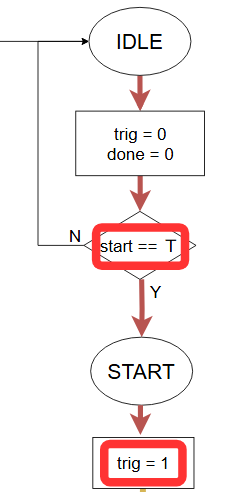 IDLE
trig = 0
done = 0
start == T
N
Y
START
trig = 1